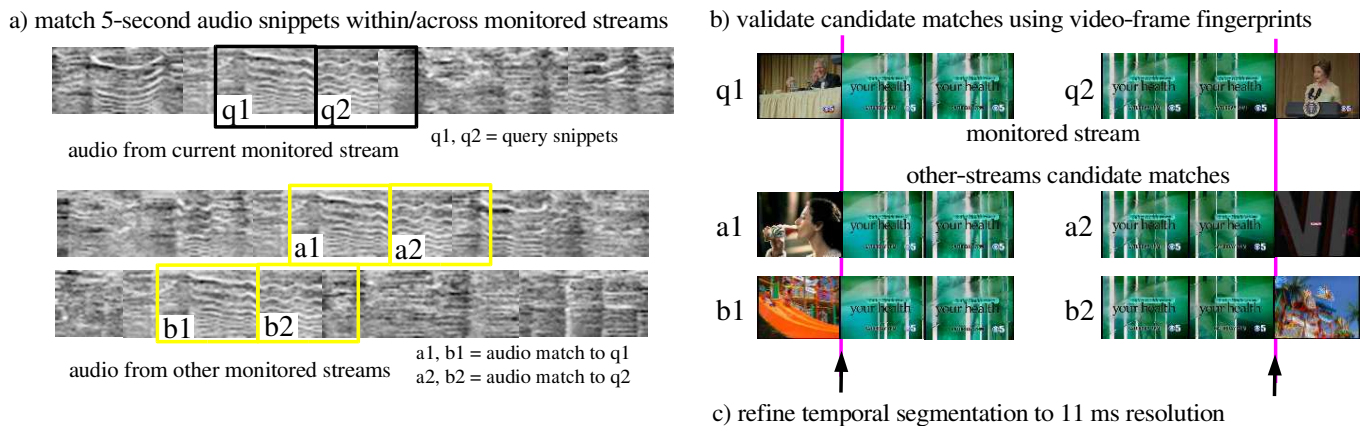 a) match 5-second audio snippets within/across monitored streams
q1
q2
q1, q2 = query snippets
audio from current monitored stream
a1
a2
b1
b2
a1, b1 = audio match to q1
a2, b2 = audio match to q2
audio from other monitored streams
b) validate candidate matches using video-frame fingerprints
q1
your health
your health
q2
your health
your health
monitored stream
other-streams candidate matches
a1
your health
your health
a2
your health
your health
b1
your health
your health
b2
your health
your health
c) refine temporal segmentation to 11 ms resolution